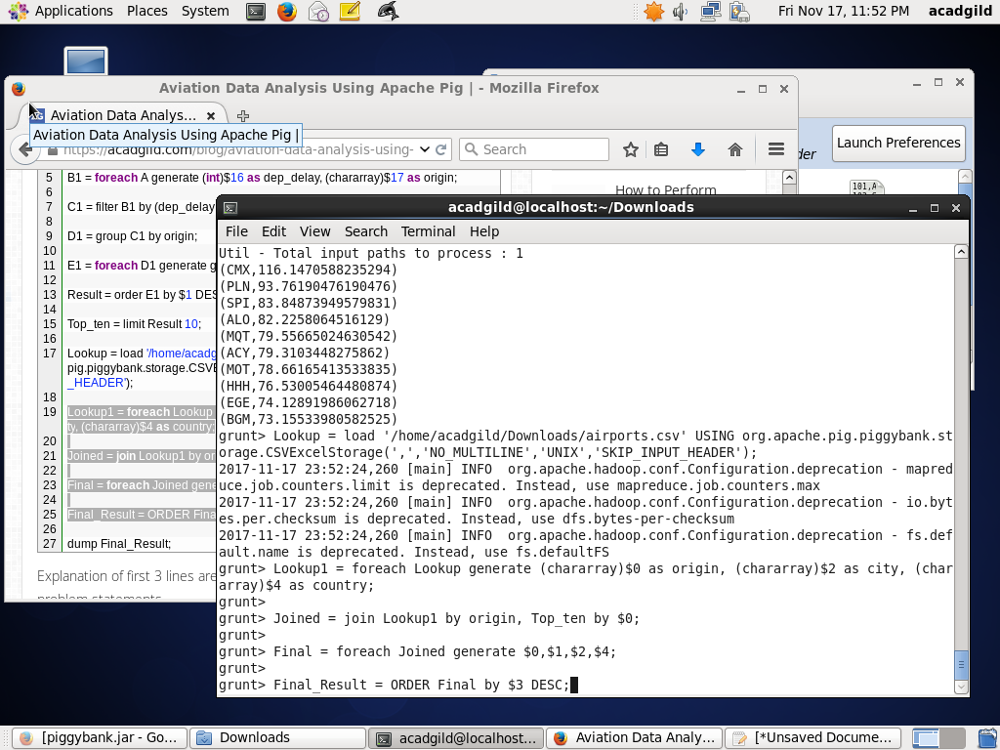 Applications Places System Fri Nov 17, 11:52 PM acadgild
Aviation Data Analysis Using Apache Pig | - Mozilla Firefox
Aviation Data Analys...
Aviation Data Analysis Using Apache Pig |
https://acadgild.com/blog/aviation-data-analysis-using- Search
Launch Preferences
How to Perform
5 B1 = foreach A generate (int)$16 as dep_delay, (chararray)$17 as origin;
6
7 C1 = filter B1 by (dep_delay
8
9 D1 = group C1 by origin;
10
11 E1 = foreach D1 generate g
12
13 Result = order E1 by $1 DES
14
15 Top_ten = limit Result 10;
16
17 Lookup = load '/home/acadg
pig.piggybank.storage.CSVE
_HEADER');
18
19 Lookup1 = foreach Lookup
ty, (chararray)$4 as country;
20
21 Joined = join Lookup1 by or
22
23 Final = foreach Joined gene
24
25 Final_Result = ORDER Fina
26
27 dump Final_Result;
Explanation of first 3 lines are
problem statements
acadgild@localhost:~/Downloads
File Edit View Search Terminal Help
Util - Total input paths to process : 1
(CMX,116.1470588235294)
(PLN,93.76190476190476)
(SPI,83.84873949579831)
(ALO,82.2258064516129)
(MQT,79.55665024630542)
(ACY,79.3103448275862)
(MOT,78.66165413533835)
(HHH,76.53005464480874)
(EGE,74.12891986062718)
(BGM,73.15533980582525)
grunt> Lookup = load '/home/acadgild/Downloads/airports.csv' USING org.apache.pig.piggybank.st
orage.CSVExcelStorage(',','NO_MULTILINE','UNIX','SKIP_INPUT_HEADER');
2017-11-17 23:52:24,260 [main] INFO  org.apache.hadoop.conf.Configuration.deprecation - mapred
uce.job.counters.limit is deprecated. Instead, use mapreduce.job.counters.max
2017-11-17 23:52:24,260 [main] INFO  org.apache.hadoop.conf.Configuration.deprecation - io.byt
es.per.checksum is deprecated. Instead, use dfs.bytes-per-checksum
2017-11-17 23:52:24,260 [main] INFO  org.apache.hadoop.conf.Configuration.deprecation - fs.def
ault.name is deprecated. Instead, use fs.defaultFS
grunt> Lookup1 = foreach Lookup generate (chararray)$0 as origin, (chararray)$2 as city, (char
array)$4 as country;
grunt>
grunt> Joined = join Lookup1 by origin, Top_ten by $0;
grunt>
grunt> Final = foreach Joined generate $0,$1,$2,$4;
grunt>
grunt> Final_Result = ORDER Final by $3 DESC;
[piggybank.jar - Go... Downloads acadgild@localhost:... Aviation Data Analy... [*Unsaved Docume...